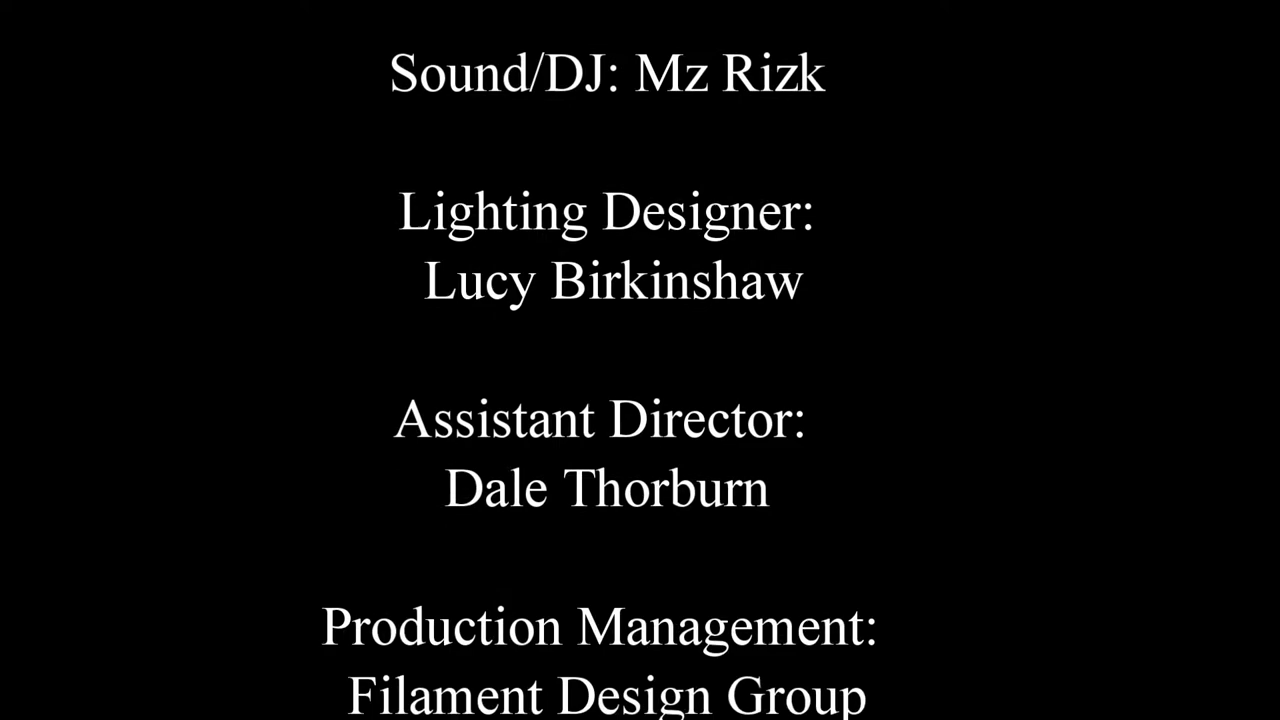 Sound/DJ: Mz Rizk
Lighting Designer:
Lucy Birkinshaw
Assistant Director:
Dale Thorburn
Production Management:
Filament Design Group